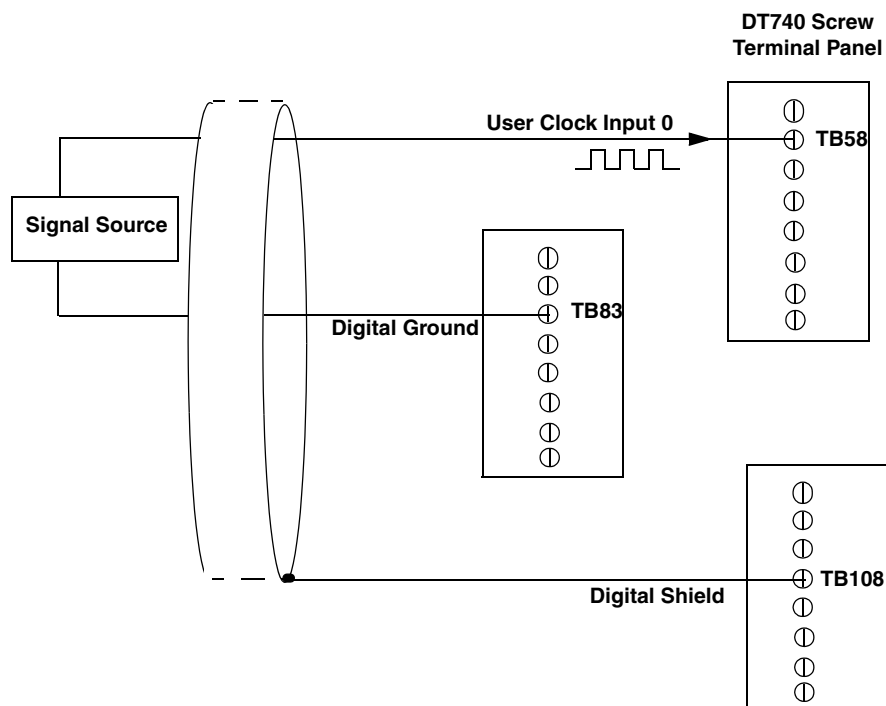 DT740 Screw
Terminal Panel
User Clock Input 0
TB58
Signal Source
TB83
Digital Ground
TB108
Digital Shield